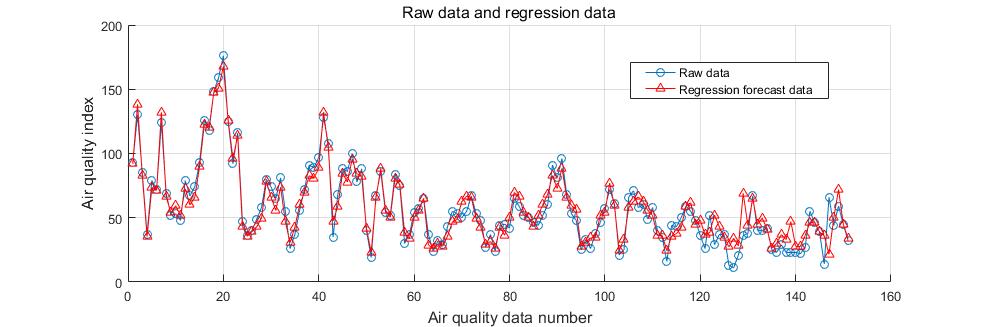 Raw data and regression data
200
150
100
50
0
Air quality index
Raw data
Regression forecast data
0 20 40 60 80 100 120 140 160
Air quality data number